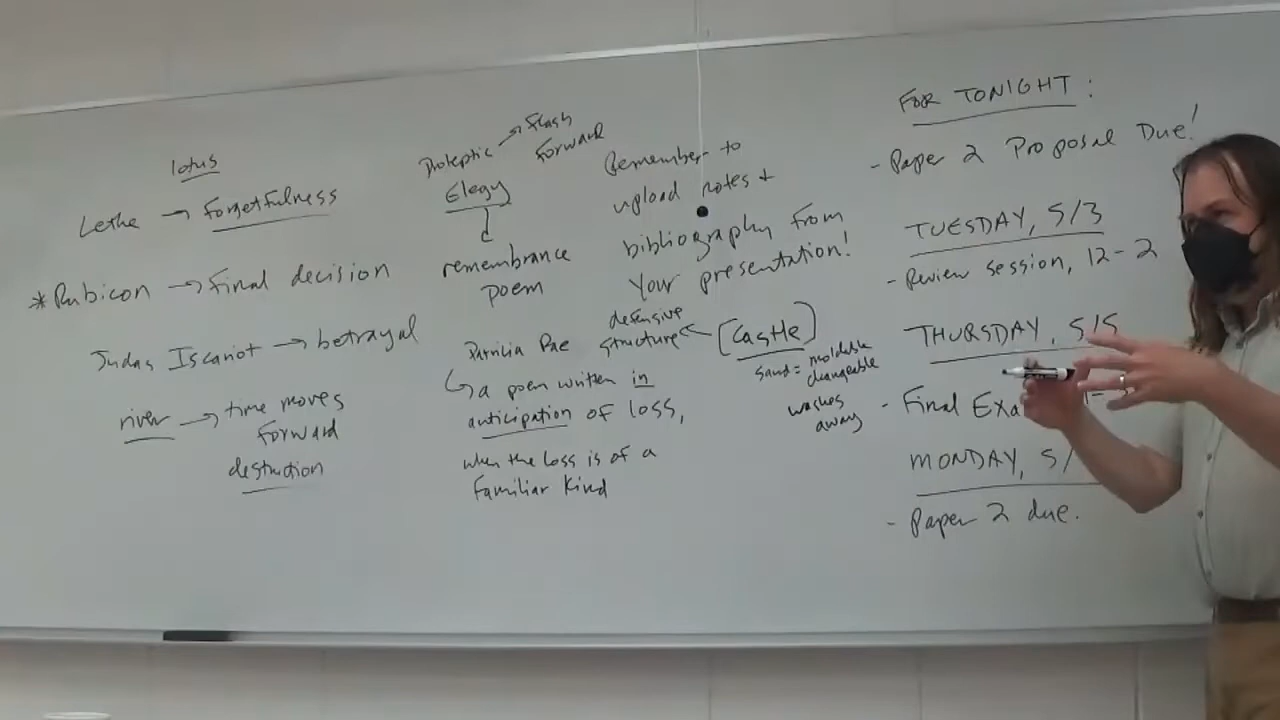 lotus
Lethe → forgetfulness
*Rubicon → final decision
Judas Iscariot → betrayal
river → time moves
forward
destruction
Proleptic → Flash
Forward
Elegy
remembrance
poem
Patricia Rae
↳ a poem written in
anticipation of loss,
when the loss is of a
familiar kind
Remember to
upload notes +
bibliography from
your presentation!
defensive
structure ← [Castle]
sand = moldable
changeable
washes
away
FOR TONIGHT:
- Paper 2 Proposal Due!
TUESDAY, 5/3
- Review session, 12-2
THURSDAY, 5/5
- Final Exa
MONDAY, 5/
- Paper 2 due.